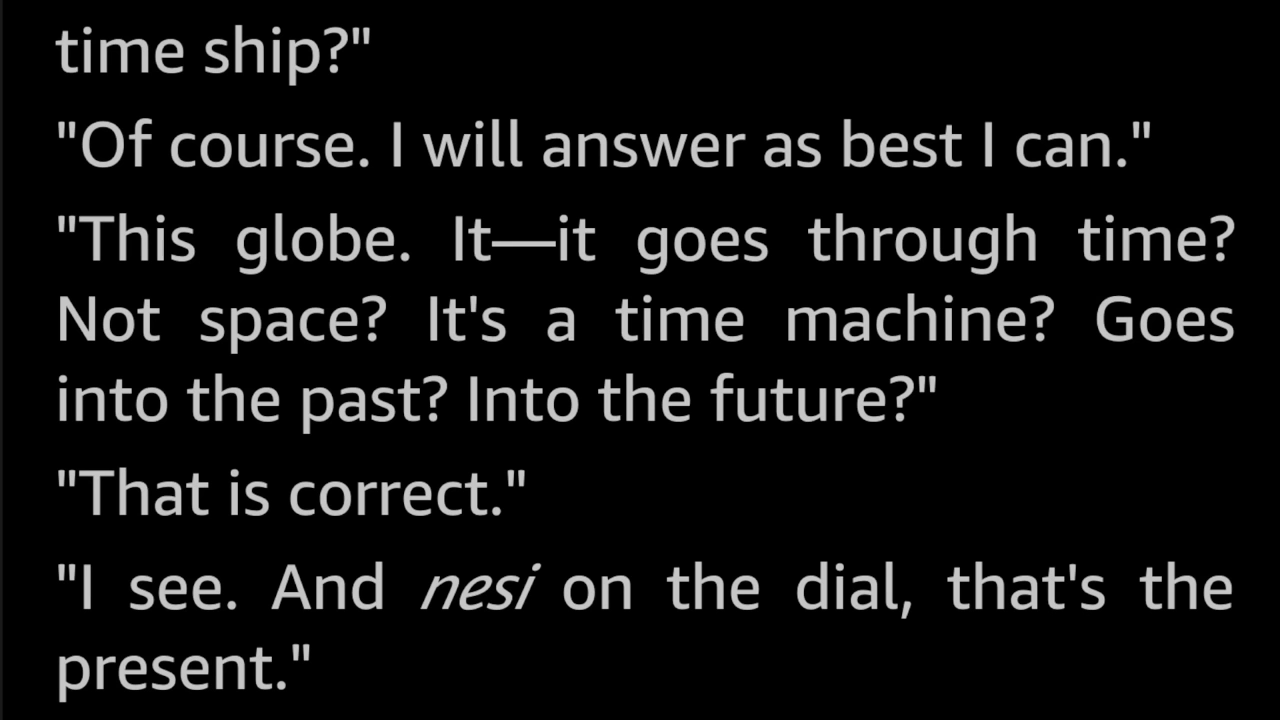 time ship?"
"Of course. I will answer as best I can."
"This globe. It—it goes through time?
Not space? It's a time machine? Goes
into the past? Into the future?"
"That is correct."
"I see. And nesi on the dial, that's the
present."